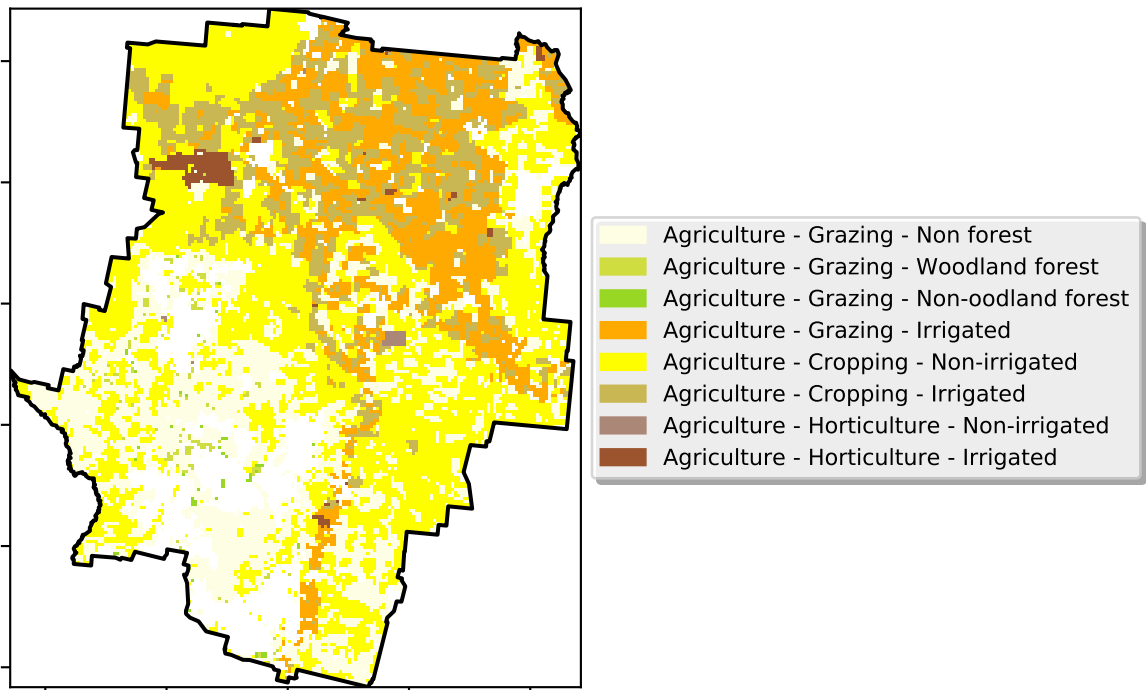 Agriculture - Grazing - Non forest
Agriculture - Grazing - Woodland forest
Agriculture - Grazing - Non-oodland forest
Agriculture - Grazing - Irrigated
Agriculture - Cropping - Non-irrigated
Agriculture - Cropping - Irrigated
Agriculture - Horticulture - Non-irrigated
Agriculture - Horticulture - Irrigated